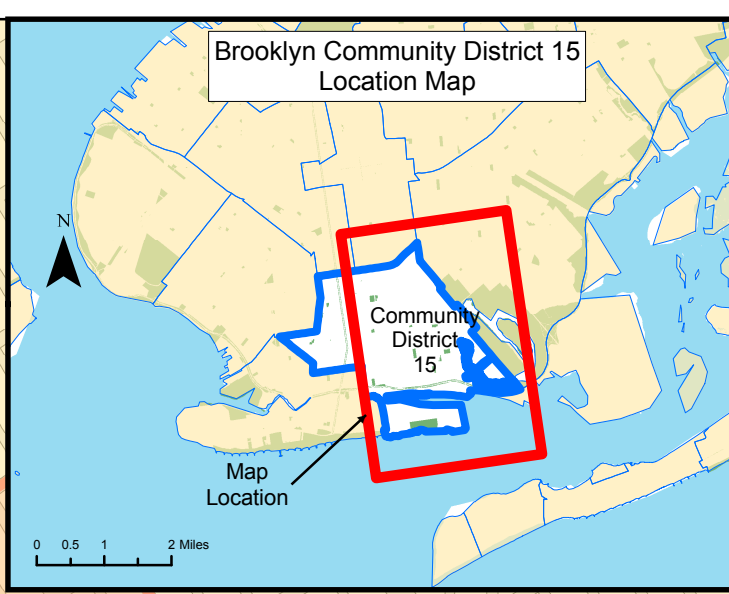 Brooklyn Community District 15
Location Map
N
Community
District
15
Map
Location
0 0.5 1 2 Miles